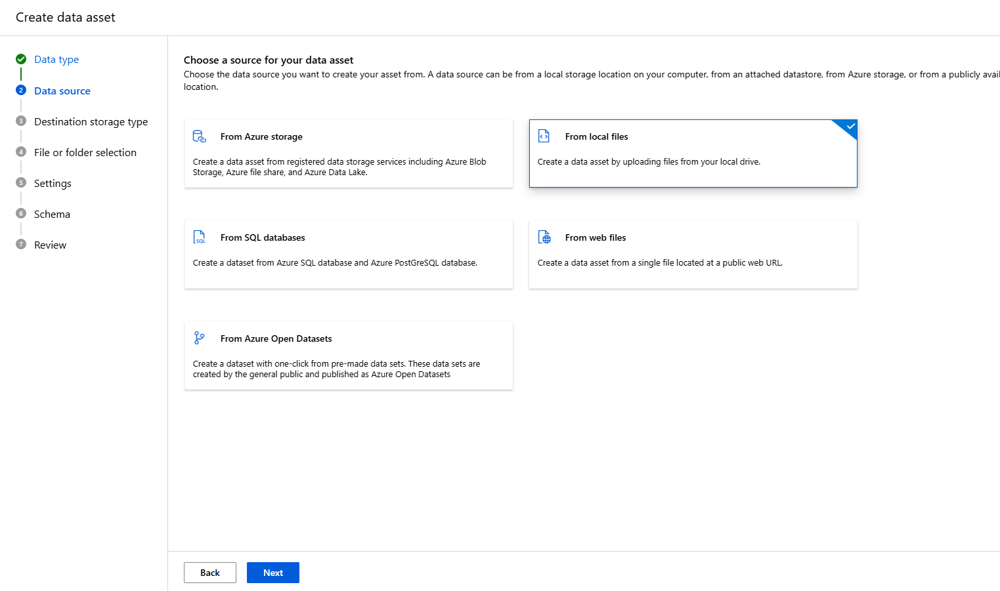 Create data asset
Data type
2 Data source
3 Destination storage type
4 File or folder selection
5 Settings
6 Schema
7 Review
Choose a source for your data asset
Choose the data source you want to create your asset from. A data source can be from a local storage location on your computer, from an attached datastore, from Azure storage, or from a publicly avail
location.
From Azure storage
Create a data asset from registered data storage services including Azure Blob
Storage, Azure file share, and Azure Data Lake.
From local files
Create a data asset by uploading files from your local drive.
SQL
From SQL databases
Create a dataset from Azure SQL database and Azure PostGreSQL database.
From web files
Create a data asset from a single file located at a public web URL.
From Azure Open Datasets
Create a dataset with one-click from pre-made data sets. These data sets are
created by the general public and published as Azure Open Datasets
Back
Next